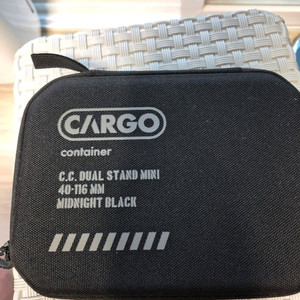 CARGO
container
C.C. DUAL STAND MINI
40-116 MM
MIDNIGHT BLACK